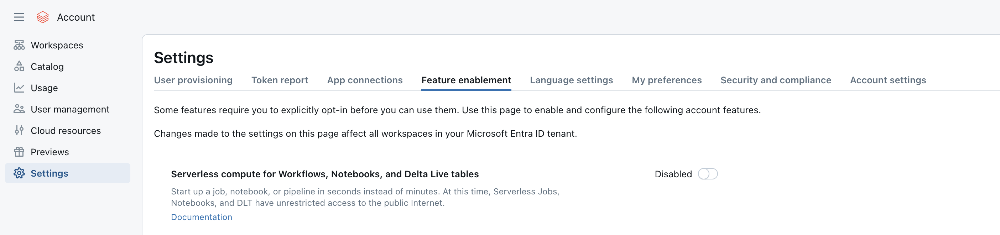 Account
Workspaces
Catalog
Usage
User management
Cloud resources
Previews
Settings
Settings
User provisioning Token report App connections Feature enablement Language settings My preferences Security and compliance Account settings
Some features require you to explicitly opt-in before you can use them. Use this page to enable and configure the following account features.
Changes made to the settings on this page affect all workspaces in your Microsoft Entra ID tenant.
Serverless compute for Workflows, Notebooks, and Delta Live tables Disabled
Start up a job, notebook, or pipeline in seconds instead of minutes. At this time, Serverless Jobs,
Notebooks, and DLT have unrestricted access to the public Internet.
Documentation